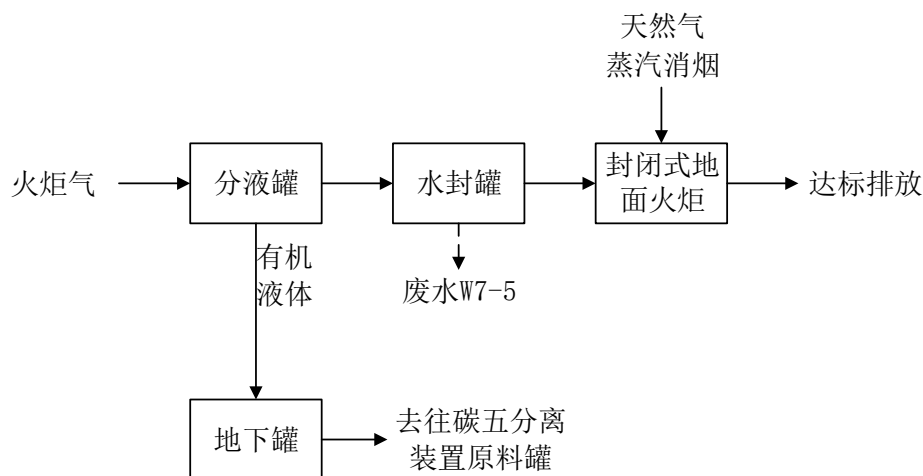 天然气
蒸汽消烟
火炬气
分液罐
水封罐
封闭式地
面火炬
达标排放
有机
液体
废水W7-5
地下罐
去往碳五分离
装置原料罐